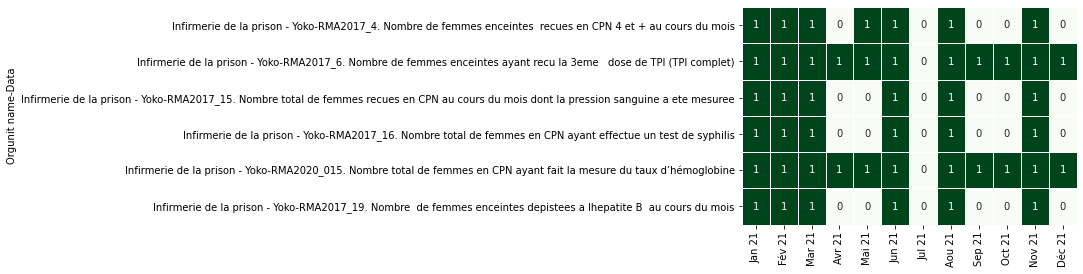 Orgunit name-Data
Infirmerie de la prison - Yoko-RMA2017_4. Nombre de femmes enceintes  recues en CPN 4 et + au cours du mois 1 1 1 0 1 1 0 1 0 0 1 0
Infirmerie de la prison - Yoko-RMA2017_6. Nombre de femmes enceintes ayant recu la 3eme   dose de TPI (TPI complet) 1 1 1 1 1 1 0 1 1 1 1 1
Infirmerie de la prison - Yoko-RMA2017_15. Nombre total de femmes recues en CPN au cours du mois dont la pression sanguine a ete mesuree 1 1 1 0 0 1 0 1 0 0 1 0
Infirmerie de la prison - Yoko-RMA2017_16. Nombre total de femmes en CPN ayant effectue un test de syphilis 1 1 1 0 0 1 0 1 0 0 1 0
Infirmerie de la prison - Yoko-RMA2020_015. Nombre total de femmes en CPN ayant fait la mesure du taux d’hémoglobine 1 1 1 1 1 1 0 1 1 1 1 1
Infirmerie de la prison - Yoko-RMA2017_19. Nombre  de femmes enceintes depistees a lhepatite B  au cours du mois 1 1 1 0 0 1 0 1 0 0 1 0
Jan 21 Fév 21 Mar 21 Avr 21 Mai 21 Jun 21 Jul 21 Aou 21 Sep 21 Oct 21 Nov 21 Déc 21